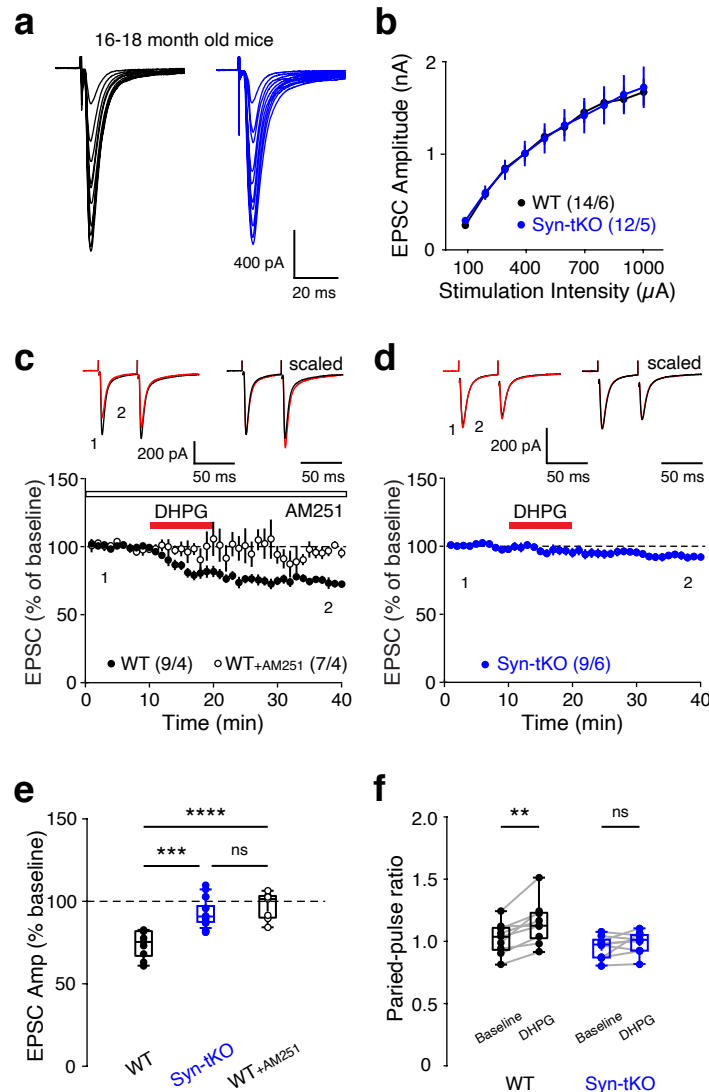 a
16-18 month old mice
400 pA
20 ms
b
EPSC Amplitude (nA)
2
1
0
WT (14/6)
Syn-tKO (12/5)
100 400 700 1000
Stimulation Intensity (µA)
c
scaled
1
2
200 pA
50 ms
50 ms
EPSC (% of baseline)
150
100
50
0
DHPG
AM251
1
2
WT (9/4) WT+AM251 (7/4)
0 10 20 30 40
Time (min)
d
scaled
1
2
200 pA
50 ms
50 ms
EPSC (% of baseline)
150
100
50
0
DHPG
1
2
Syn-tKO (9/6)
0 10 20 30 40
Time (min)
e
EPSC Amp (% baseline)
150
100
50
0
****
***
ns
WT
Syn-tKO
WT+AM251
f
Paried-pulse ratio
2.0
1.5
1.0
0.5
0
**
ns
Baseline
DHPG
Baseline
DHPG
WT
Syn-tKO